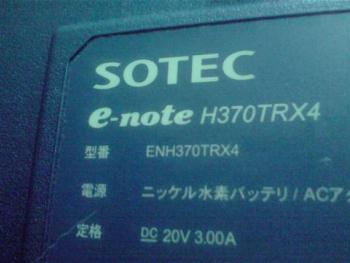 SOTEC
e-note H370TRX4
型番 ENH370TRX4
電源 ニッケル水素バッテリ/ACア
定格 DC 20V 3.00A